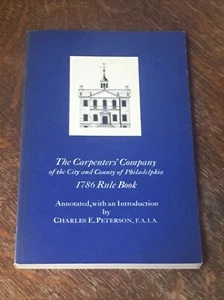 The Carpenters' Company
of the City and County of Philadelphia
1786 Rule Book
Annotated, with an Introduction
by
CHARLES E. PETERSON, F.A.I.A.